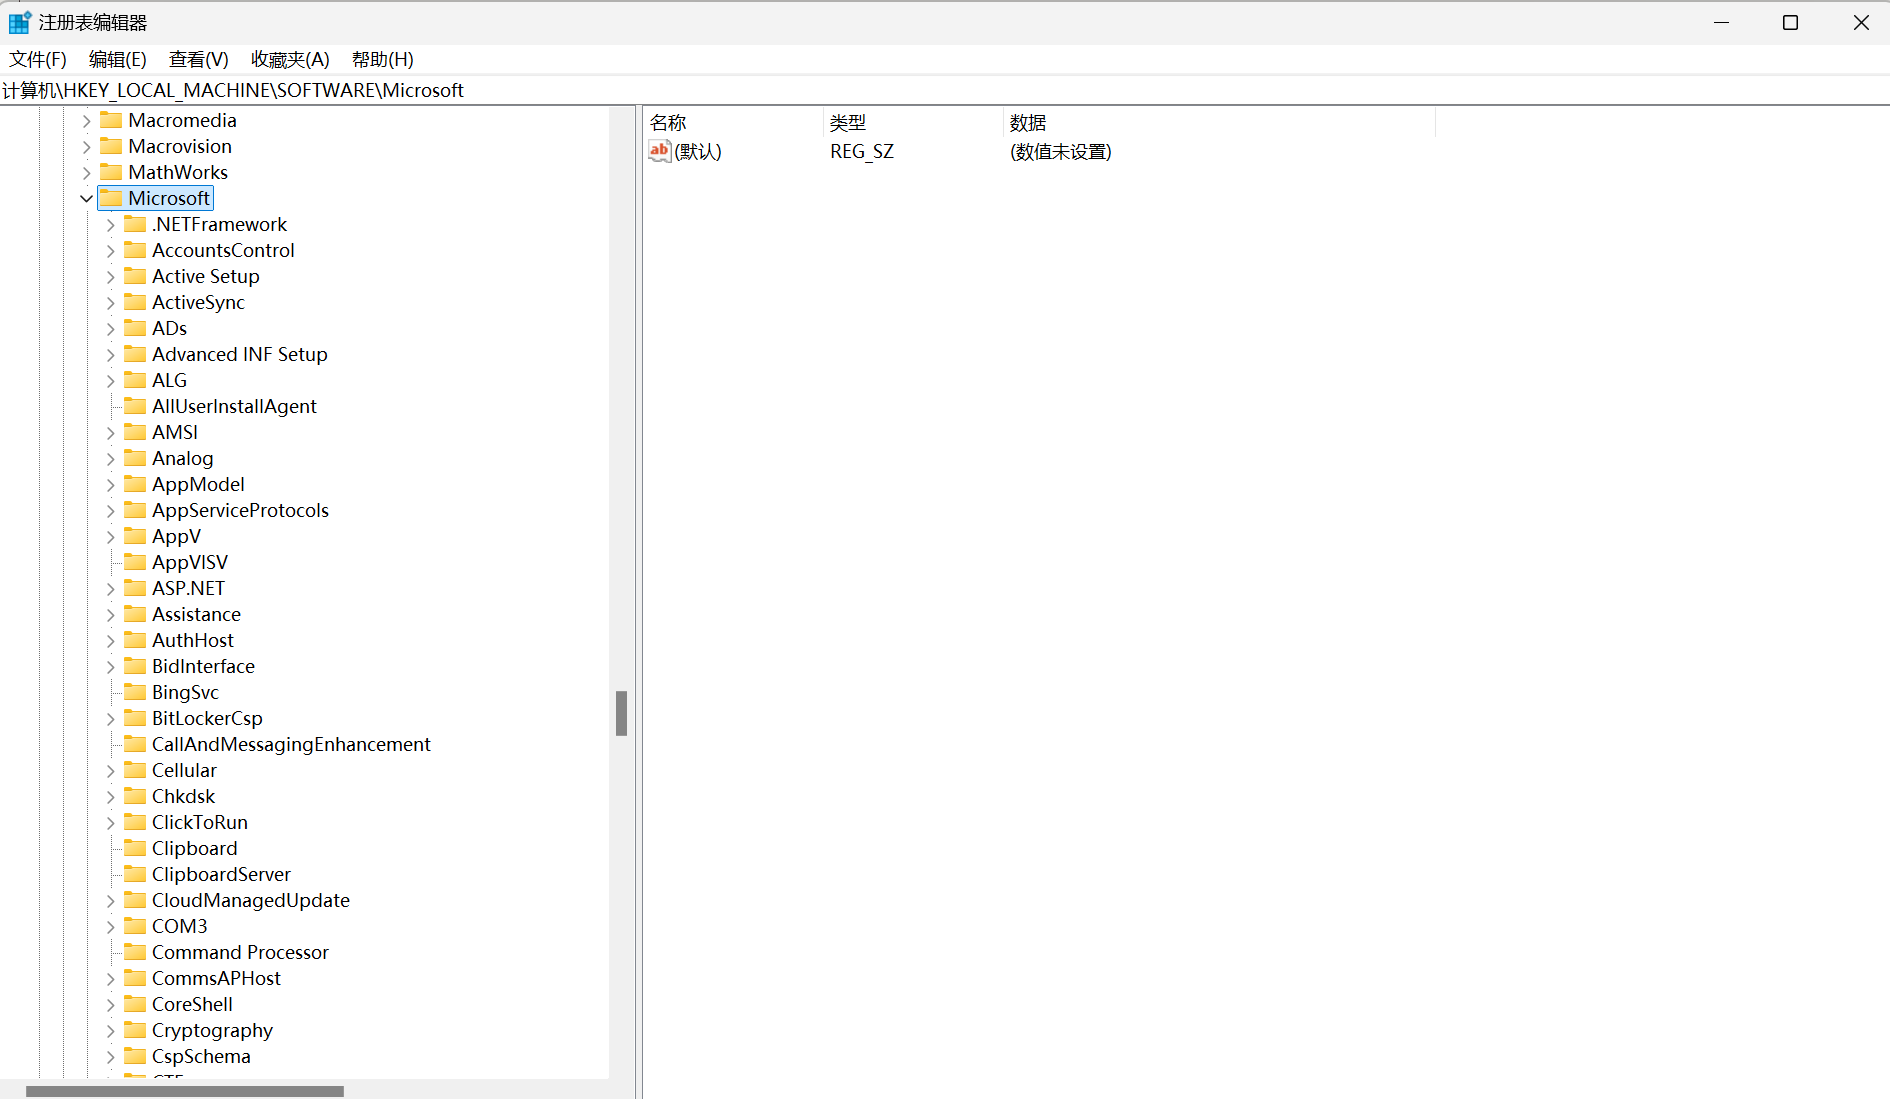 注册表编辑器
文件(F) 编辑(E) 查看(V) 收藏夹(A) 帮助(H)
计算机\HKEY_LOCAL_MACHINE\SOFTWARE\Microsoft
Macromedia
Macrovision
MathWorks
Microsoft
.NETFramework
AccountsControl
Active Setup
ActiveSync
ADs
Advanced INF Setup
ALG
AllUserInstallAgent
AMSI
Analog
AppModel
AppServiceProtocols
AppV
AppVISV
ASP.NET
Assistance
AuthHost
BidInterface
BingSvc
BitLockerCsp
CallAndMessagingEnhancement
Cellular
Chkdsk
ClickToRun
Clipboard
ClipboardServer
CloudManagedUpdate
COM3
Command Processor
CommsAPHost
CoreShell
Cryptography
CspSchema
名称 类型 数据
ab (默认) REG_SZ (数值未设置)